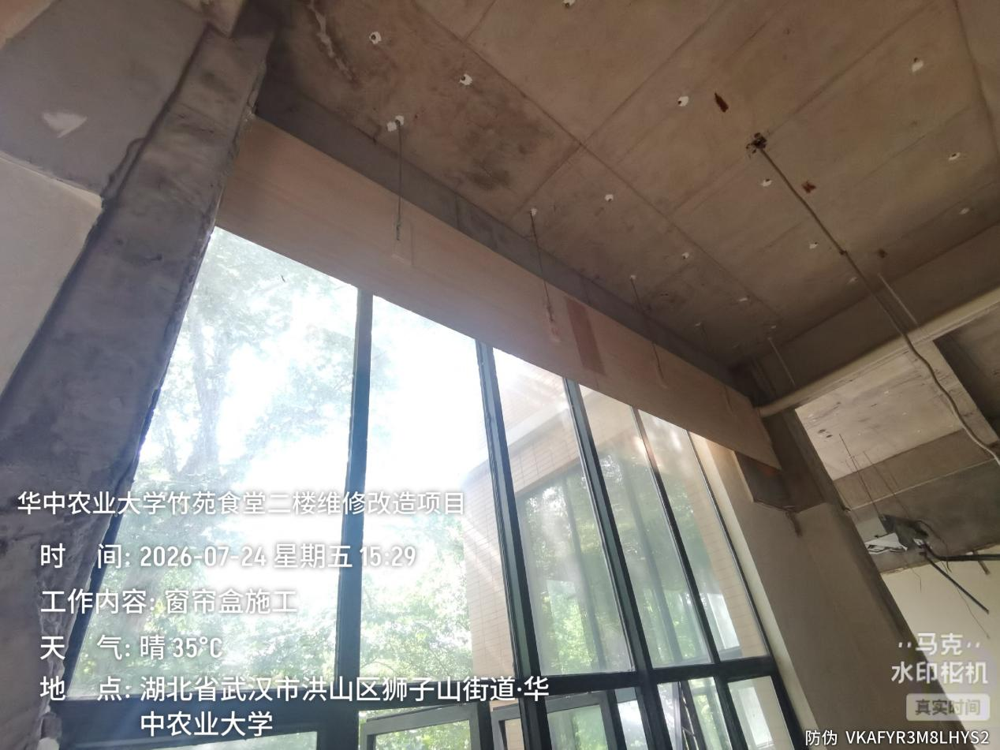 华中农业大学竹苑食堂二楼维修改造项目
时 间: 2026-07-24 星期五 15:29
工作内容: 窗帘盒施工
天 气: 晴 35°C
地 点: 湖北省武汉市洪山区狮子山街道·华
中农业大学
马克
水印相机
真实时间
防伪 VKAFYR3M8LHYS2